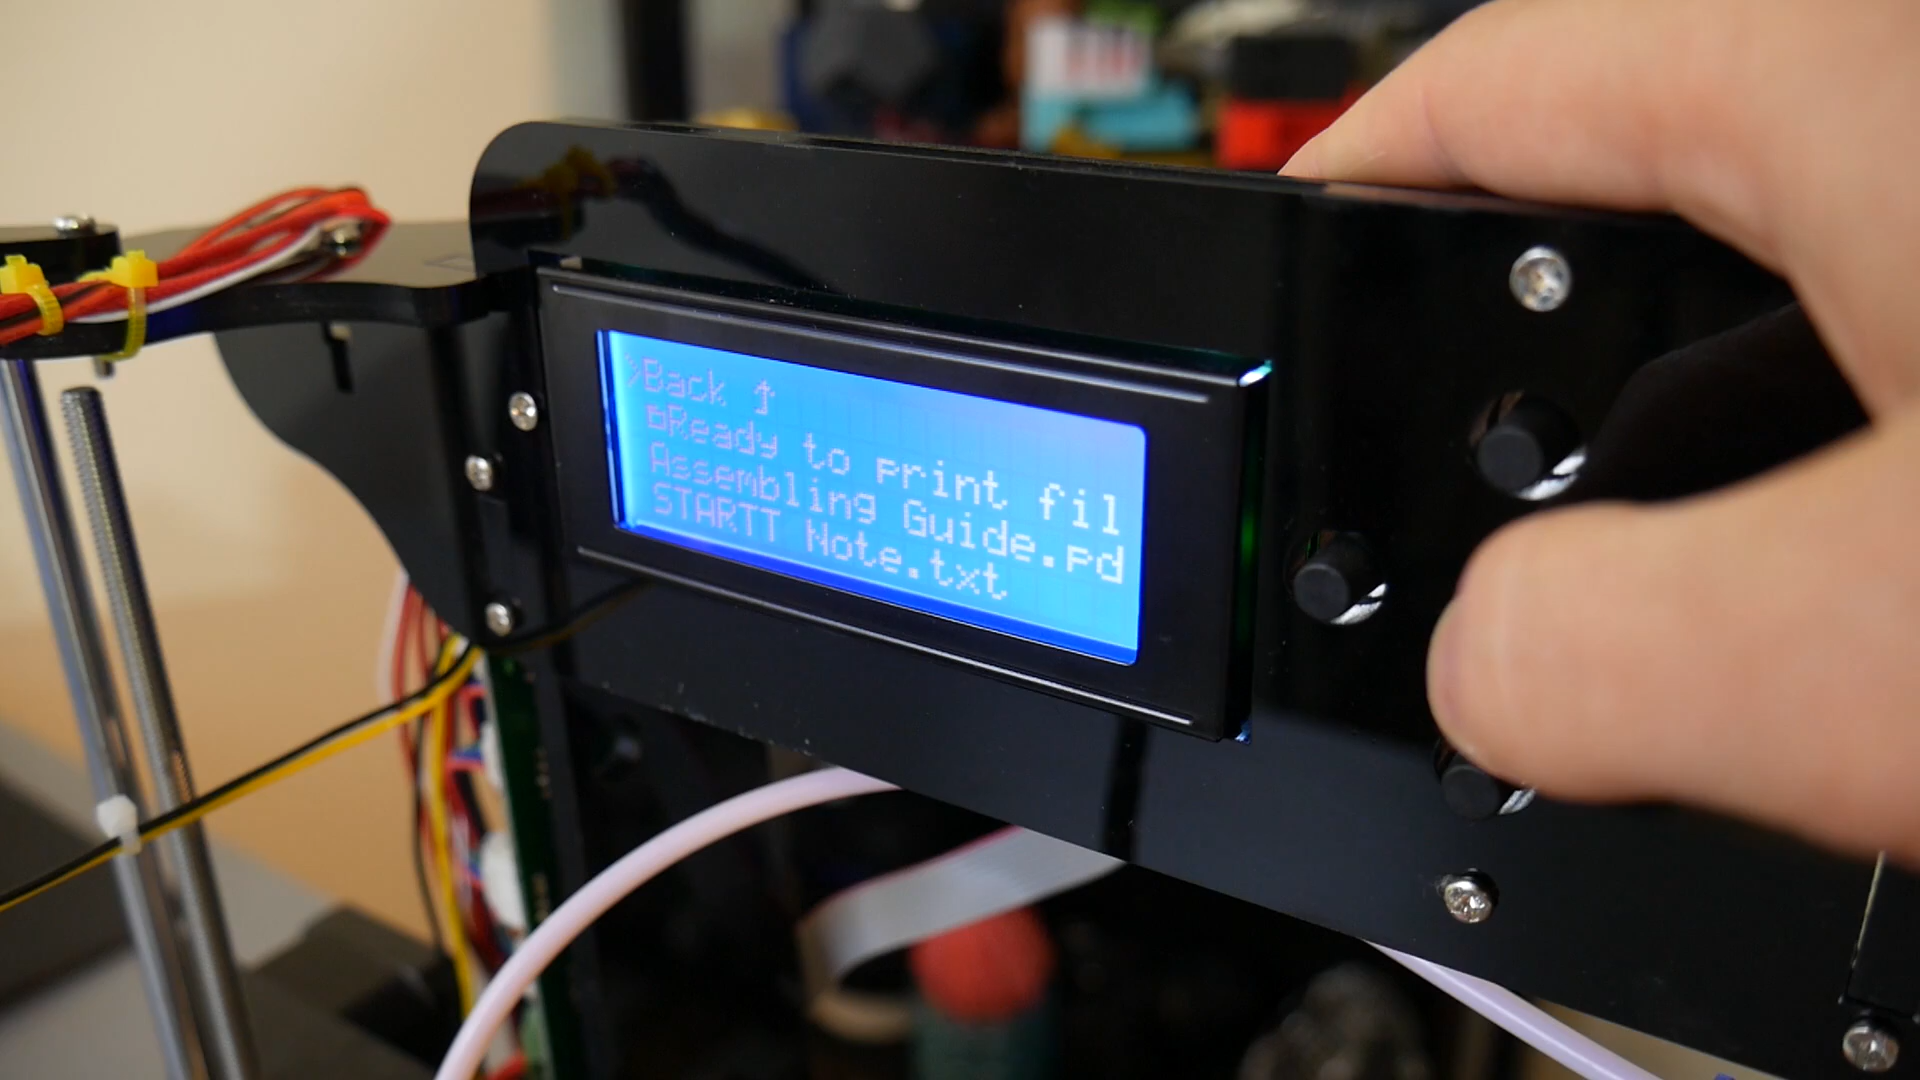 >Back ↑
Ready to print fil
Assembling Guide.pd
STARTT Note.txt